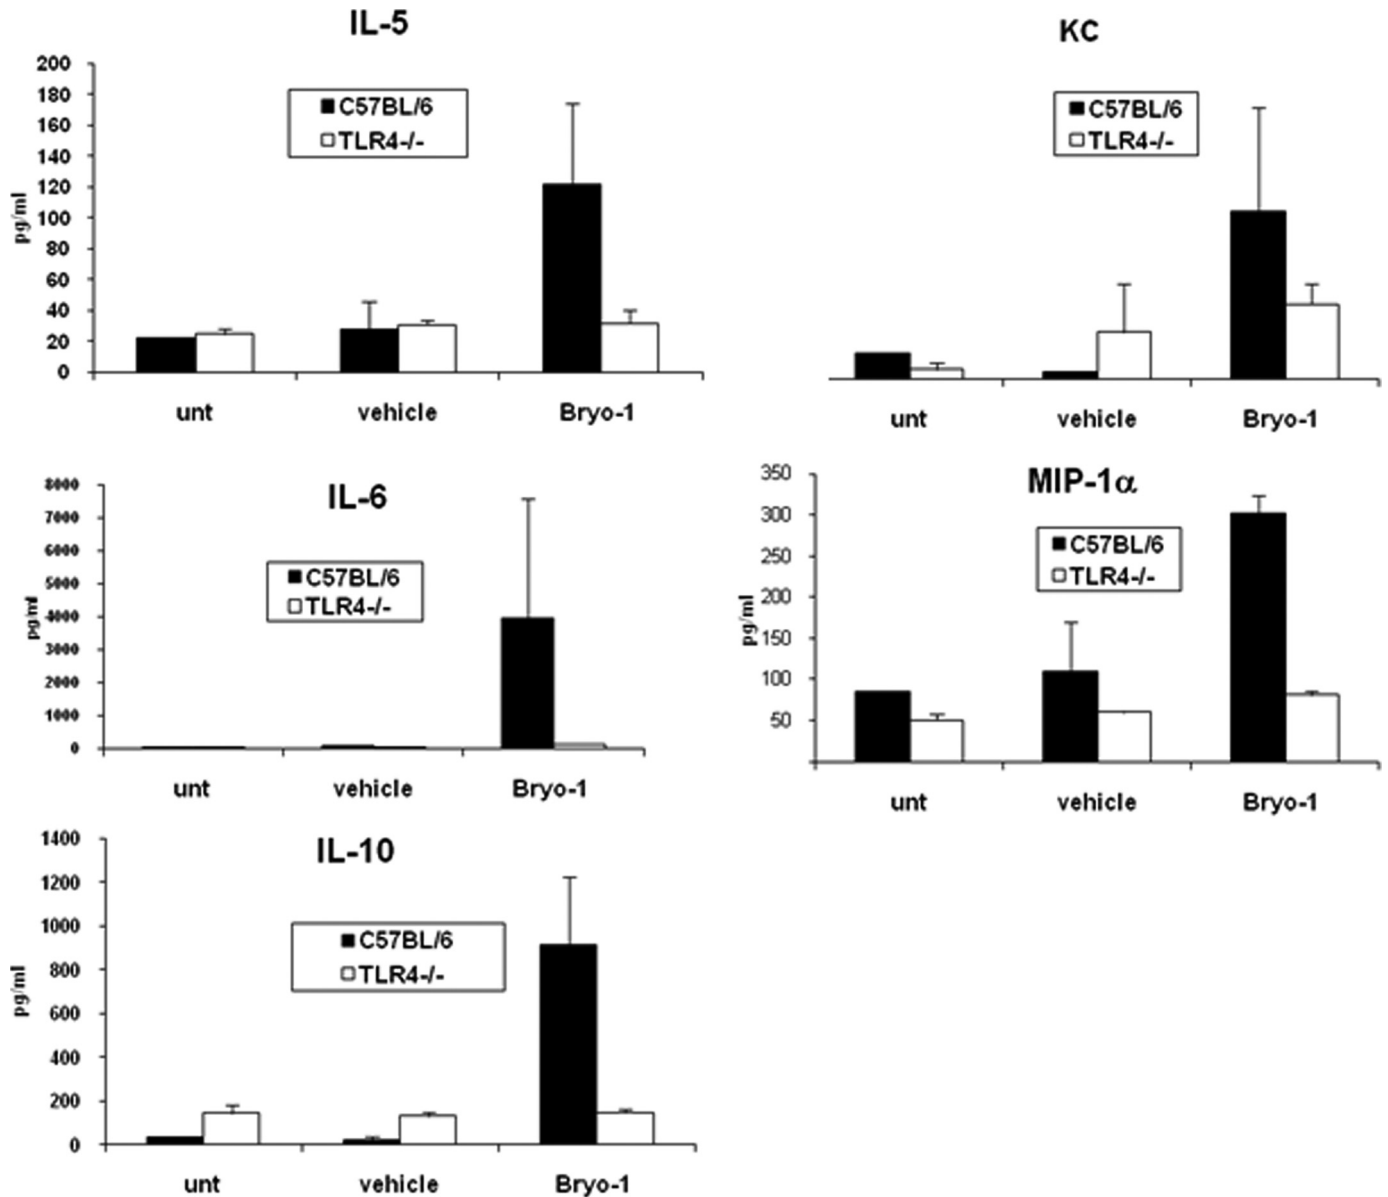 IL-5
200
180
160
140
120
100
80
60
40
20
0
pg/ml
C57BL/6
TLR4-/-
unt vehicle Bryo-1
KC
C57BL/6
TLR4-/-
unt vehicle Bryo-1
IL-6
8000
7000
6000
5000
4000
3000
2000
1000
0
pg/ml
C57BL/6
TLR4-/-
unt vehicle Bryo-1
MIP-1α
350
300
250
200
150
100
50
pg/ml
C57BL/6
TLR4-/-
unt vehicle Bryo-1
IL-10
1400
1200
1000
800
600
400
200
0
pg/ml
C57BL/6
TLR4-/-
unt vehicle Bryo-1